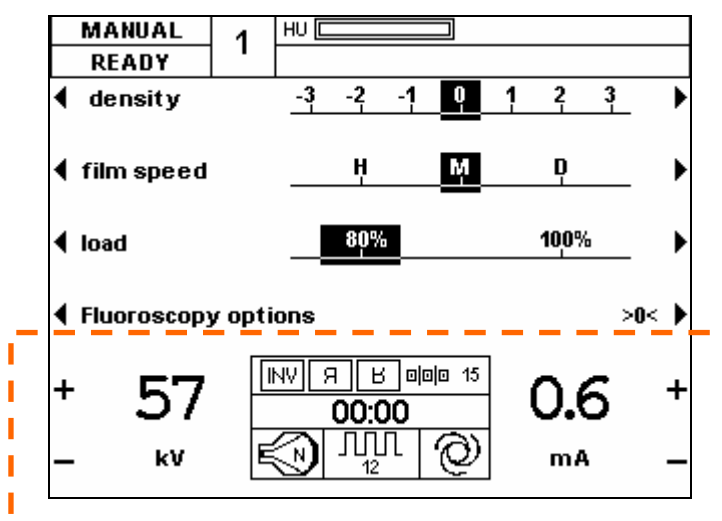 MANUAL 1 HU
READY
density -3 -2 -1 0 1 2 3
film speed H M D
load 80% 100%
Fluoroscopy options >0<
+ 57 INV Я R 15 0.6 +
00:00
– kV N 12 mA –